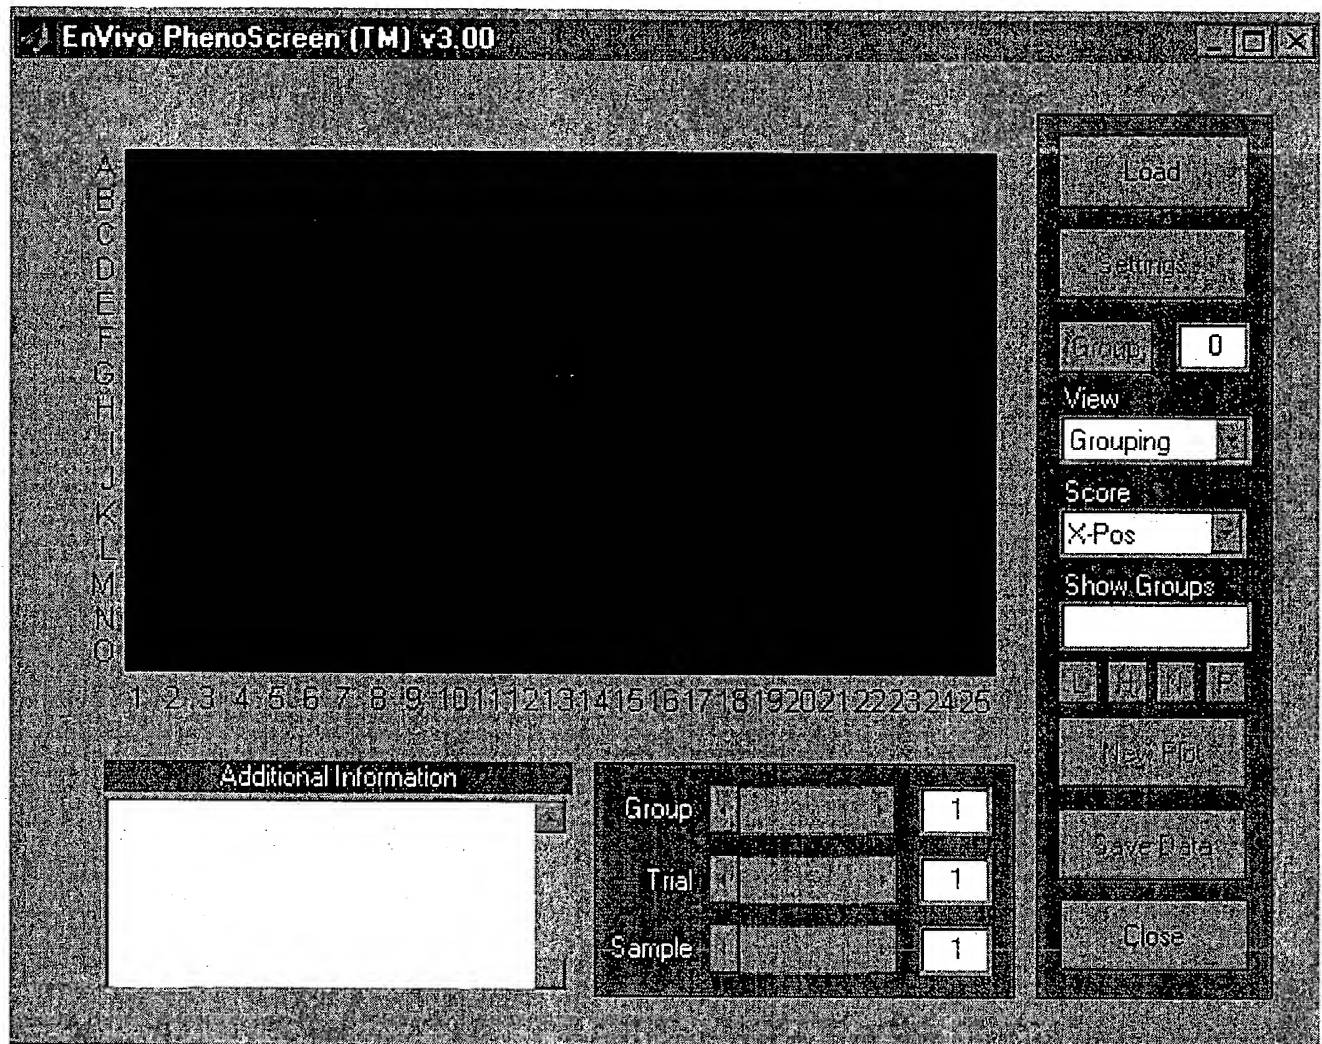 EnVivo PhenoScreen (TM) v3.00
A
B
C
D
E
F
G
H
I
J
K
L
M
N
O
1 2 3 4 5 6 7 8 9 10 11 12 13 14 15 16 17 18 19 20 21 22 23 24 25
Load
Settings
Group 0
View
Grouping
Score
X-Pos
Show Groups
L H N P
New Plot
Save Data
Close
Additional Information
Group 1
Trial 1
Sample 1